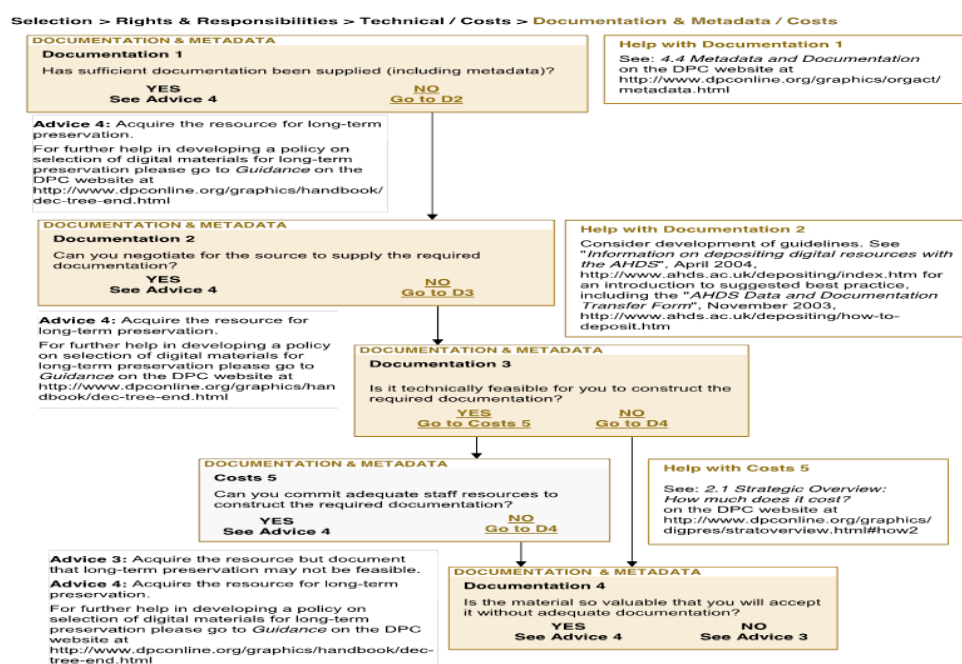 Selection > Rights & Responsibilities > Technical / Costs > Documentation & Metadata / Costs
DOCUMENTATION & METADATA
Documentation 1
Has sufficient documentation been supplied (including metadata)?
YES
See Advice 4
NO
Go to D2
Help with Documentation 1
See: 4.4 Metadata and Documentation
on the DPC website at
http://www.dpconline.org/graphics/orgact/
metadata.html
Advice 4: Acquire the resource for long-term
preservation.
For further help in developing a policy on
selection of digital materials for long-term
preservation please go to Guidance on the
DPC website at
http://www.dpconline.org/graphics/handbook/
dec-tree-end.html
DOCUMENTATION & METADATA
Documentation 2
Can you negotiate for the source to supply the required
documentation?
YES
See Advice 4
NO
Go to D3
Help with Documentation 2
Consider development of guidelines. See
"Information on depositing digital resources with
the AHDS", April 2004,
http://www.ahds.ac.uk/depositing/index.htm for
an introduction to suggested best practice,
including the "AHDS Data and Documentation
Transfer Form", November 2003,
http://www.ahds.ac.uk/depositing/how-to-
deposit.htm
Advice 4: Acquire the resource for
long-term preservation.
For further help in developing a policy
on selection of digital materials for
long-term preservation please go to
Guidance on the DPC website at
http://www.dpconline.org/graphics/han
dbook/dec-tree-end.html
DOCUMENTATION & METADATA
Documentation 3
Is it technically feasible for you to construct the
required documentation?
YES
Go to Costs 5
NO
Go to D4
DOCUMENTATION & METADATA
Costs 5
Can you commit adequate staff resources to
construct the required documentation?
YES
See Advice 4
NO
Go to D4
Help with Costs 5
See: 2.1 Strategic Overview:
How much does it cost?
on the DPC website at
http://www.dpconline.org/graphics/
digpres/stratoverview.html#how2
Advice 3: Acquire the resource but document
that long-term preservation may not be feasible.
Advice 4: Acquire the resource for long-term
preservation.
For further help in developing a policy on
selection of digital materials for long-term
preservation please go to Guidance on the DPC
website at
http://www.dpconline.org/graphics/handbook/dec-
tree-end.html
DOCUMENTATION & METADATA
Documentation 4
Is the material so valuable that you will accept
it without adequate documentation?
YES
See Advice 4
NO
See Advice 3